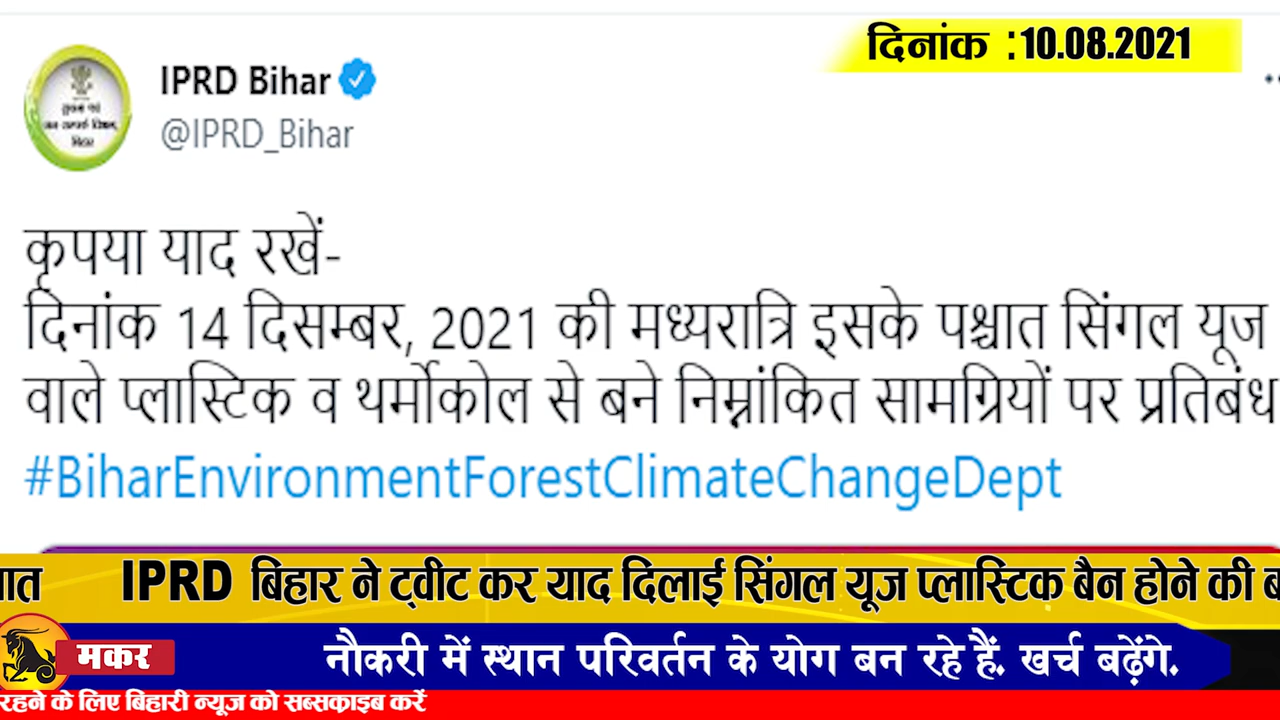 दिनांक :10.08.2021
IPRD Bihar
@IPRD_Bihar
कृपया याद रखें-
दिनांक 14 दिसम्बर, 2021 की मध्यरात्रि इसके पश्चात सिंगल यूज
वाले प्लास्टिक व थर्मोकोल से बने निम्नांकित सामग्रियों पर प्रतिबंध
#BiharEnvironmentForestClimateChangeDept
IPRD बिहार ने ट्वीट कर याद दिलाई सिंगल यूज प्लास्टिक बैन होने की
मकर
नौकरी में स्थान परिवर्तन के योग बन रहे हैं. खर्च बढ़ेंगे.
रहने के लिए बिहारी न्यूज को सब्सक्राइब करें